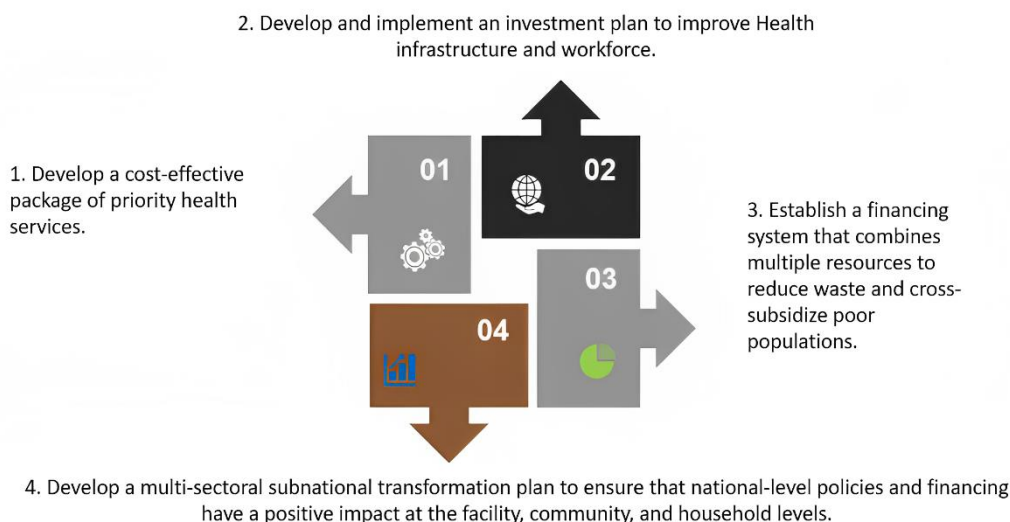 2. Develop and implement an investment plan to improve Health
infrastructure and workforce.
1. Develop a cost-effective
package of priority health
services.
01
02
3. Establish a financing
system that combines
multiple resources to
reduce waste and cross-
subsidize poor
populations.
03
04
4. Develop a multi-sectoral subnational transformation plan to ensure that national-level policies and financing
have a positive impact at the facility, community, and household levels.